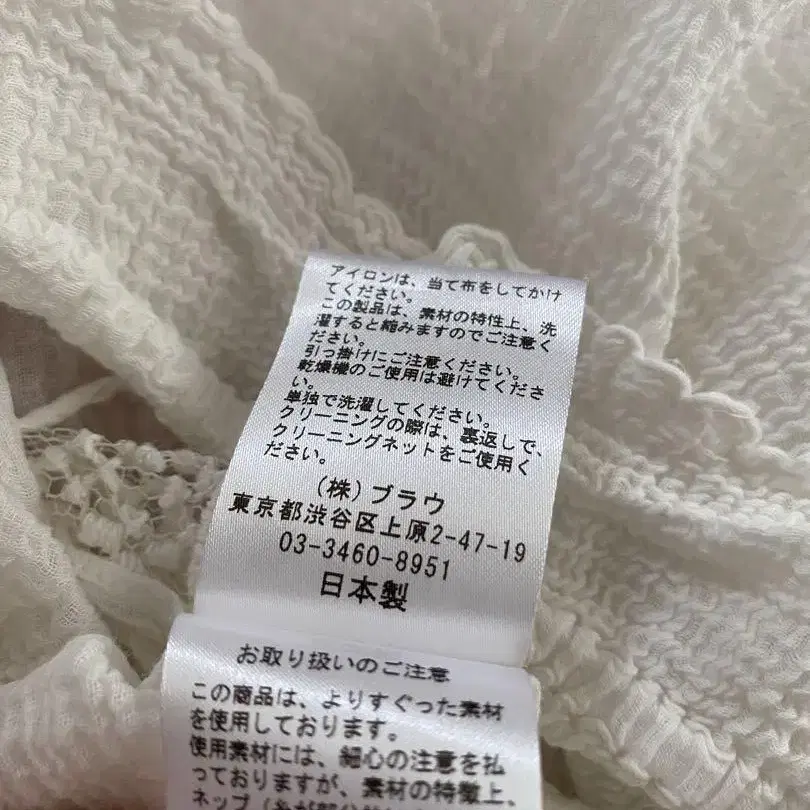 アイロンは、当て布をしてかけ
てください。
この製品は、素材の特性上、洗
濯すると縮みますのでご注意く
ださい。
引っ掛けにご注意ください。
乾燥機のご使用は避けてくださ
い。
単独で洗濯してください。
クリーニングの際は、裏返しで、
クリーニングネットをご使用く
ださい。
(株)ブラウ
東京都渋谷区上原2-47-19
03-3460-8951
日本製
お取り扱いのご注意
この商品は、よりすぐった素材
を使用しております。
使用素材には、細心の注意を払
っておりますが、素材の特徴上、
ネップ(糸が部分的に